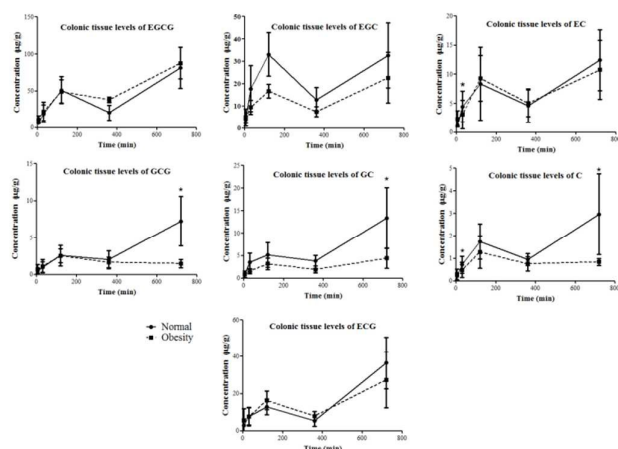 Colonic tissue levels of EGCG
Concentration (µg/g)
150
100
50
0
0 200 400 600 800
Time (min)
Colonic tissue levels of EGC
Concentration (µg/g)
50
40
30
20
10
0
0 200 400 600 800
Time (min)
Colonic tissue levels of EC
Concentration (µg/g)
20
15
10
5
0
*
0 200 400 600 800
Time (min)
Colonic tissue levels of GCG
Concentration (µg/g)
15
10
5
0
*
0 200 400 600 800
Time (min)
Colonic tissue levels of GC
Concentration (µg/g)
25
20
15
10
5
0
*
0 200 400 600 800
Time (min)
Colonic tissue levels of C
Concentration (µg/g)
6
4
3
2
1
0
*
*
0 200 400 600 800
Time (min)
Normal
Obesity
Colonic tissue levels of ECG
Concentration (µg/g)
60
40
20
0
0 200 400 600 800
Time (min)